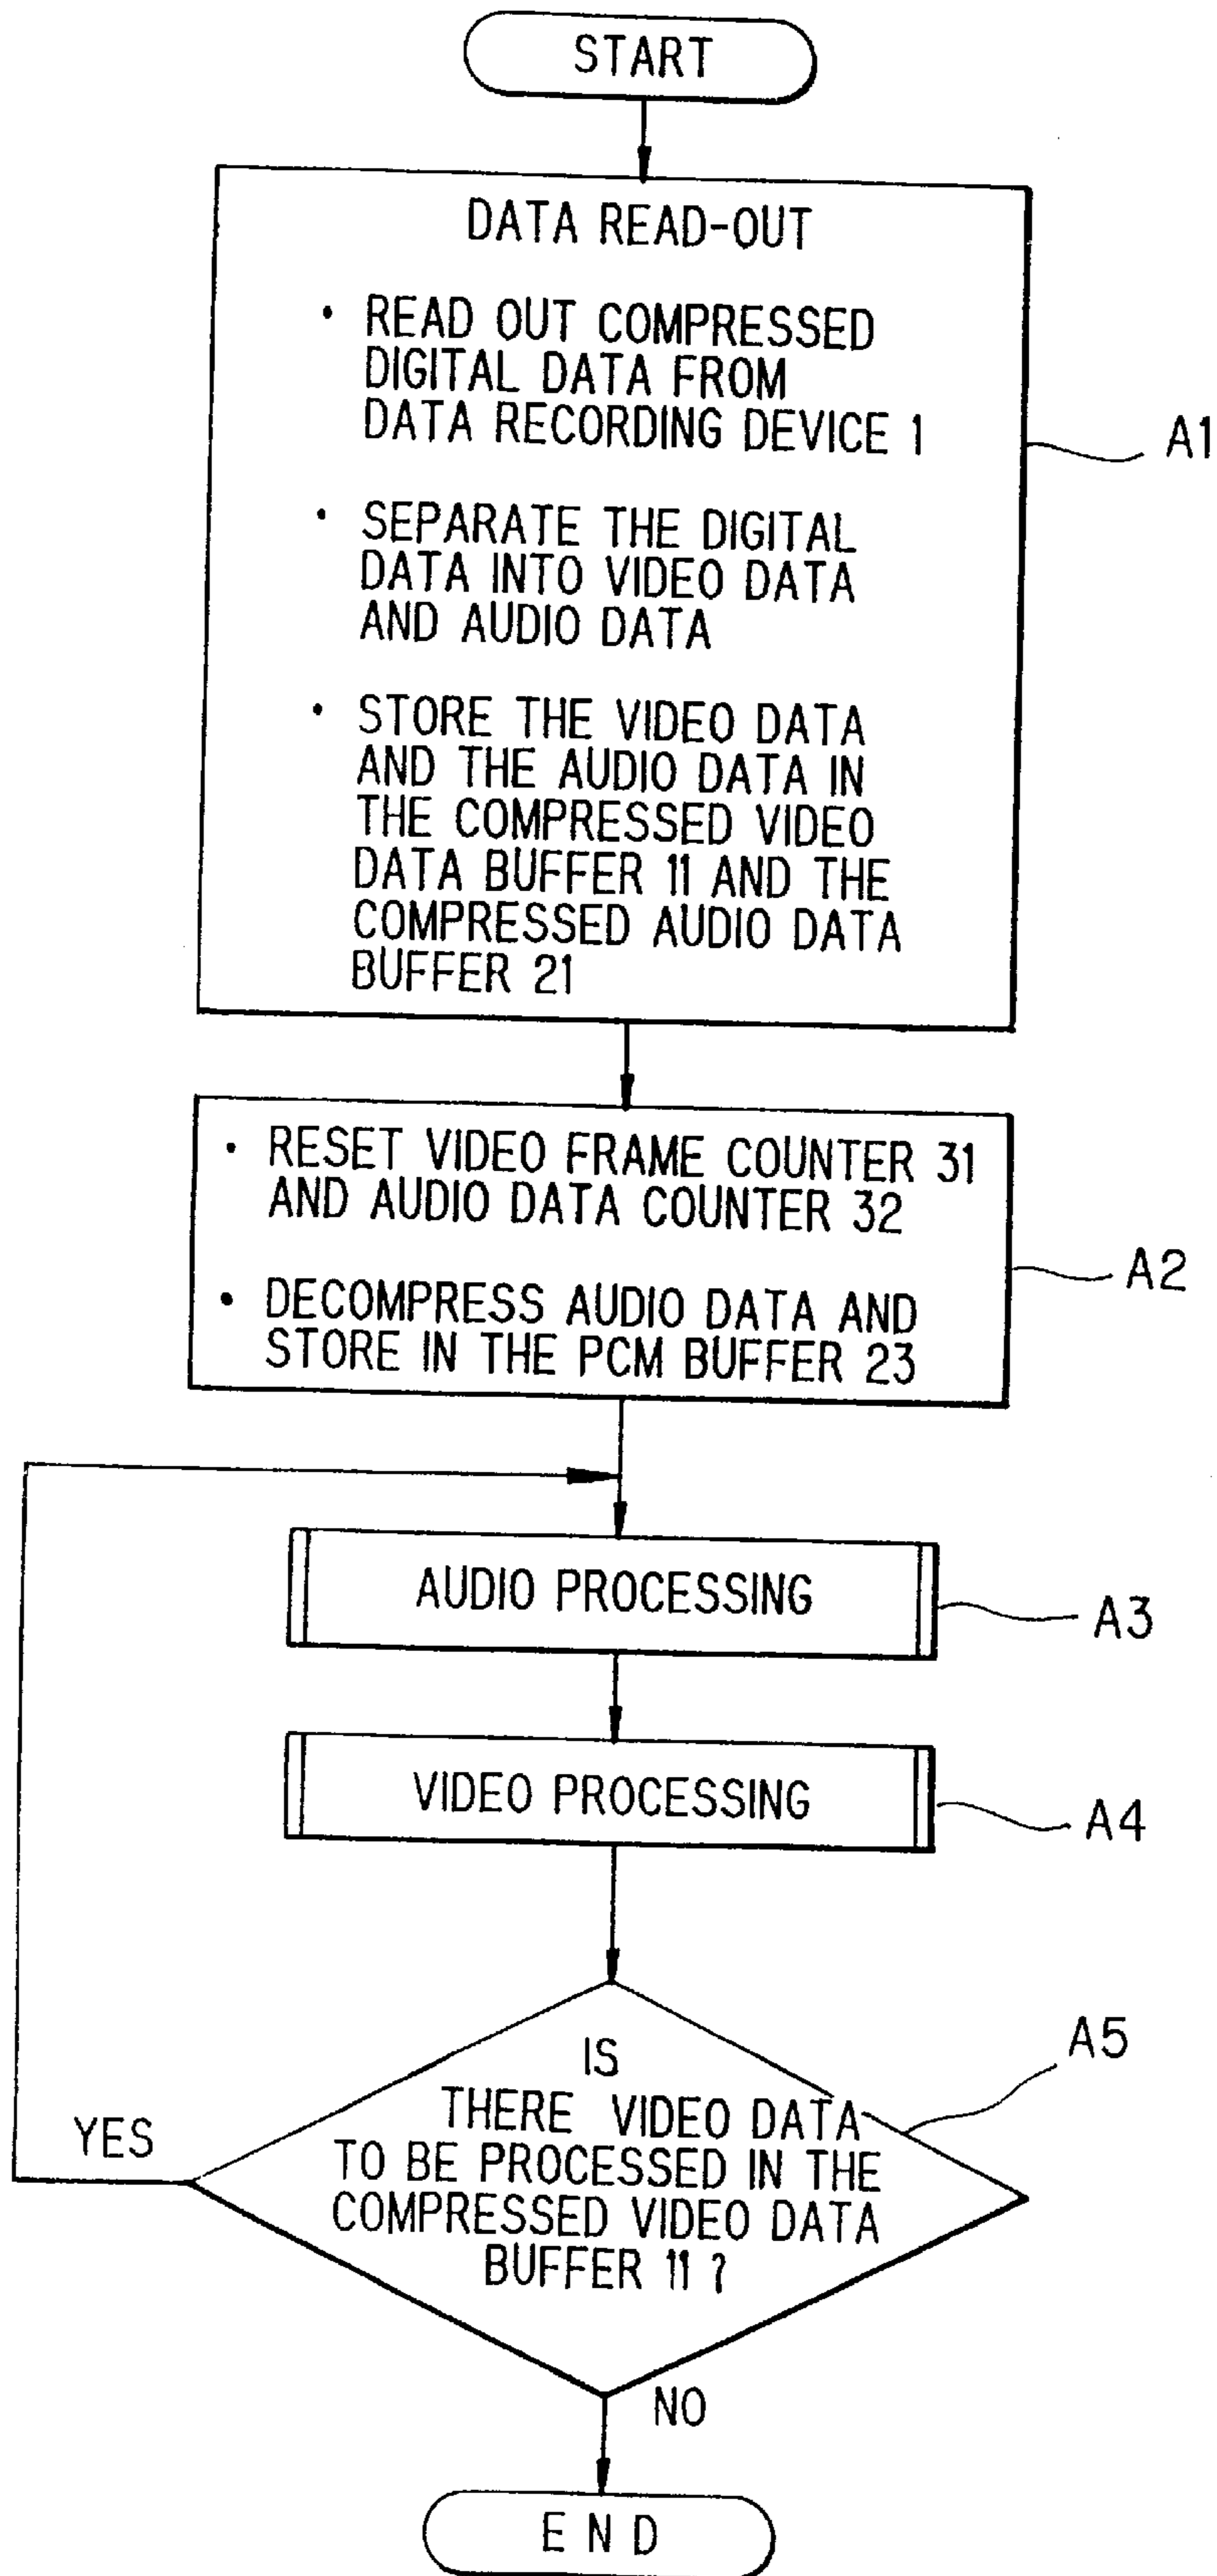 START
DATA READ-OUT
• READ OUT COMPRESSED
DIGITAL DATA FROM
DATA RECORDING DEVICE 1
• SEPARATE THE DIGITAL
DATA INTO VIDEO DATA
AND AUDIO DATA
• STORE THE VIDEO DATA
AND THE AUDIO DATA IN
THE COMPRESSED VIDEO
DATA BUFFER 11 AND THE
COMPRESSED AUDIO DATA
BUFFER 21
A1
• RESET VIDEO FRAME COUNTER 31
AND AUDIO DATA COUNTER 32
• DECOMPRESS AUDIO DATA AND
STORE IN THE PCM BUFFER 23
A2
AUDIO PROCESSING
A3
VIDEO PROCESSING
A4
IS
THERE VIDEO DATA
TO BE PROCESSED IN THE
COMPRESSED VIDEO DATA
BUFFER 11 ?
A5
YES
NO
END